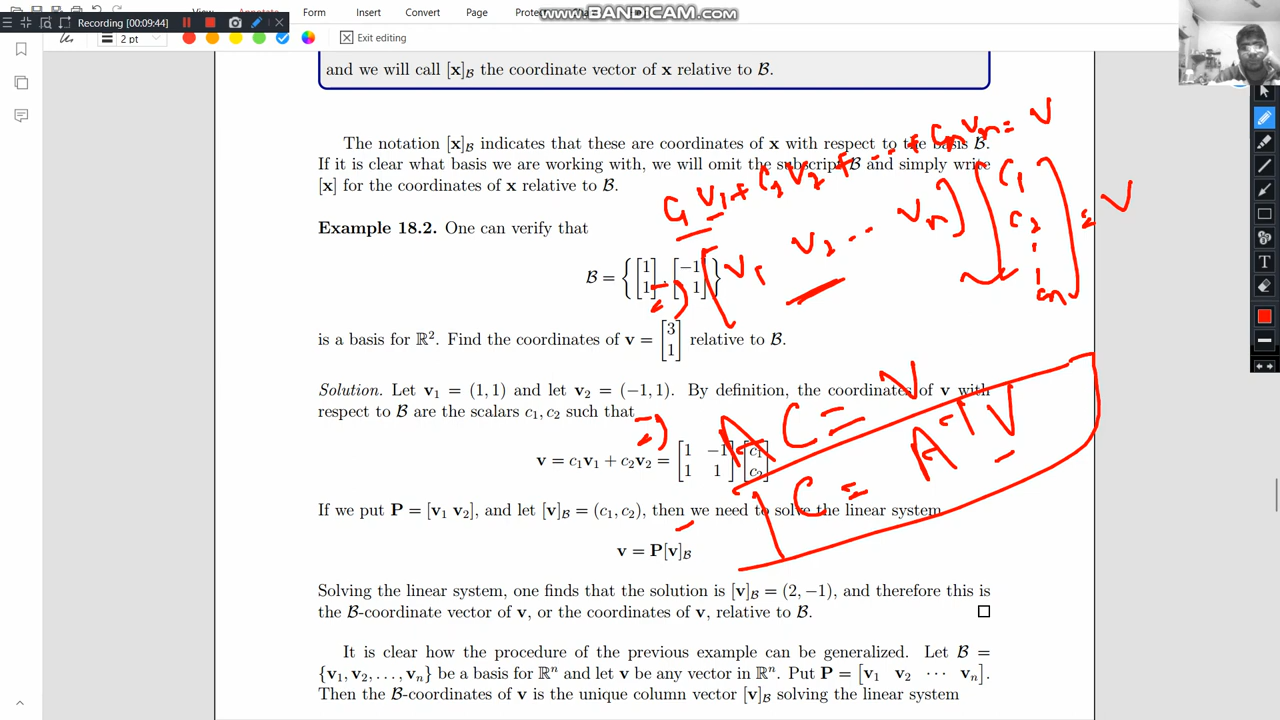 www.BANDICAM.com
Form Insert Convert Page
Recording [00:09:44]
2 pt Exit editing
and we will call [x]_B the coordinate vector of x relative to B.
c1 v1 + c2 v2 + ... + cn vn = v
The notation [x]_B indicates that these are coordinates of x with respect to the basis B.
If it is clear what basis we are working with, we will omit the subscript B and simply write
[x] for the coordinates of x relative to B.
[v1 v2 .. vn] [c1 c2 : cn] = v
Example 18.2. One can verify that
B = { [1 1] , [−1 1] }
is a basis for ℝ². Find the coordinates of v = [3 1] relative to B.
Solution. Let v1 = (1, 1) and let v2 = (−1, 1). By definition, the coordinates of v with
respect to B are the scalars c1, c2 such that
AC = V
v = c1v1 + c2v2 = [1 −1 1 1] [c1 c2]
C = A⁻¹V
If we put P = [v1 v2], and let [v]_B = (c1, c2), then we need to solve the linear system
v = P[v]_B
Solving the linear system, one finds that the solution is [v]_B = (2, −1), and therefore this is
the B-coordinate vector of v, or the coordinates of v, relative to B. □
It is clear how the procedure of the previous example can be generalized. Let B =
{v1, v2, . . . , vn} be a basis for ℝⁿ and let v be any vector in ℝⁿ. Put P = [v1 v2 ⋯ vn].
Then the B-coordinates of v is the unique column vector [v]_B solving the linear system